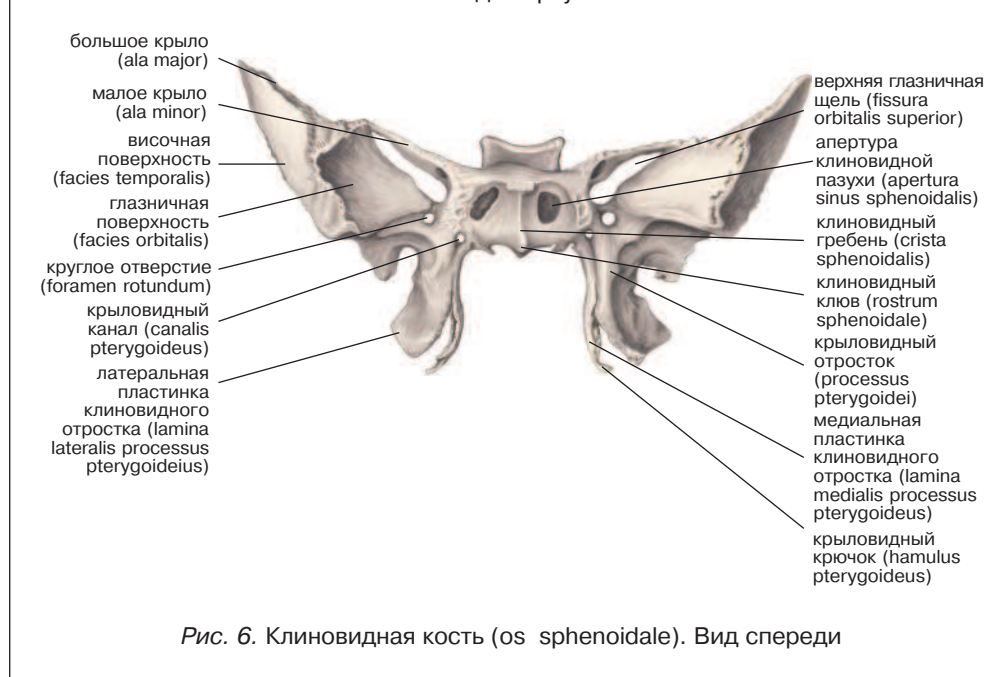 большое крыло
(ala major)
малое крыло
(ala minor)
височная
поверхность
(facies temporalis)
глазничная
поверхность
(facies orbitalis)
круглое отверстие
(foramen rotundum)
крыловидный
канал (canalis
pterygoideus)
латеральная
пластинка
клиновидного
отростка (lamina
lateralis processus
pterygoideius)
верхняя глазничная
щель (fissura
orbitalis superior)
апертура
клиновидной
пазухи (apertura
sinus sphenoidalis)
клиновидный
гребень (crista
sphenoidalis)
клиновидный
клюв (rostrum
sphenoidale)
крыловидный
отросток
(processus
pterygoidei)
медиальная
пластинка
клиновидного
отростка (lamina
medialis processus
pterygoideus)
крыловидный
крючок (hamulus
pterygoideus)
Рис. 6. Клиновидная кость (os sphenoidale). Вид спереди